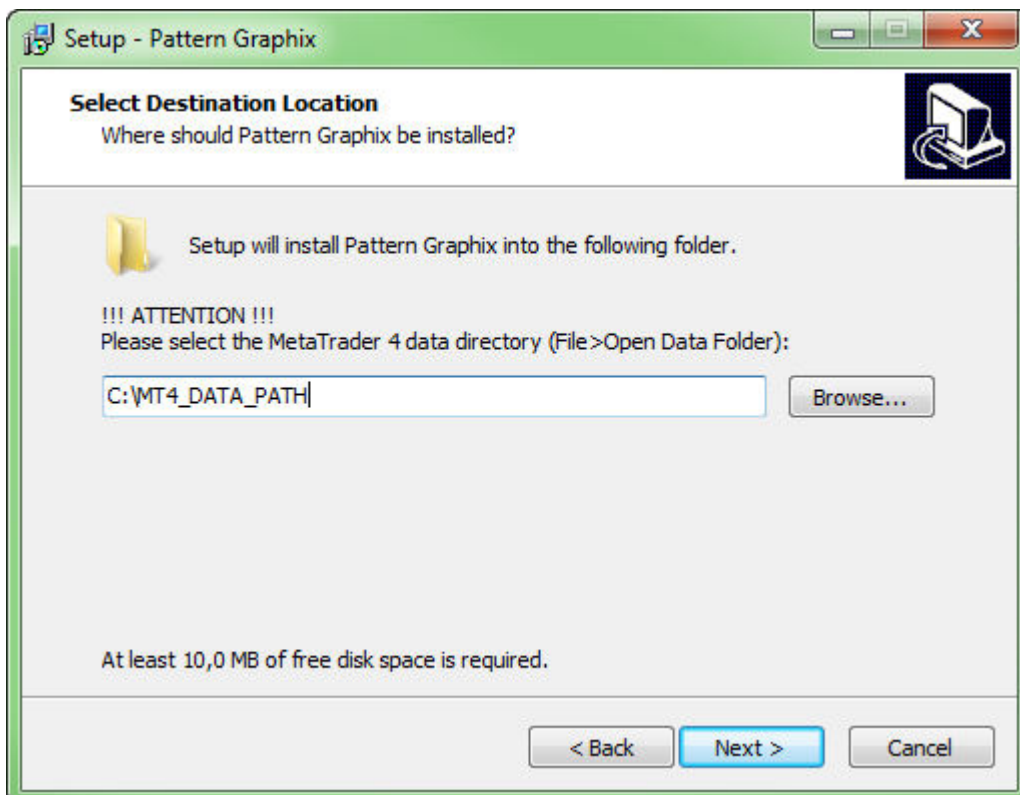 Setup - Pattern Graphix
Select Destination Location
Where should Pattern Graphix be installed?
Setup will install Pattern Graphix into the following folder.
!!! ATTENTION !!!
Please select the MetaTrader 4 data directory (File>Open Data Folder):
C:\MT4_DATA_PATH
Browse...
At least 10,0 MB of free disk space is required.
< Back
Next >
Cancel